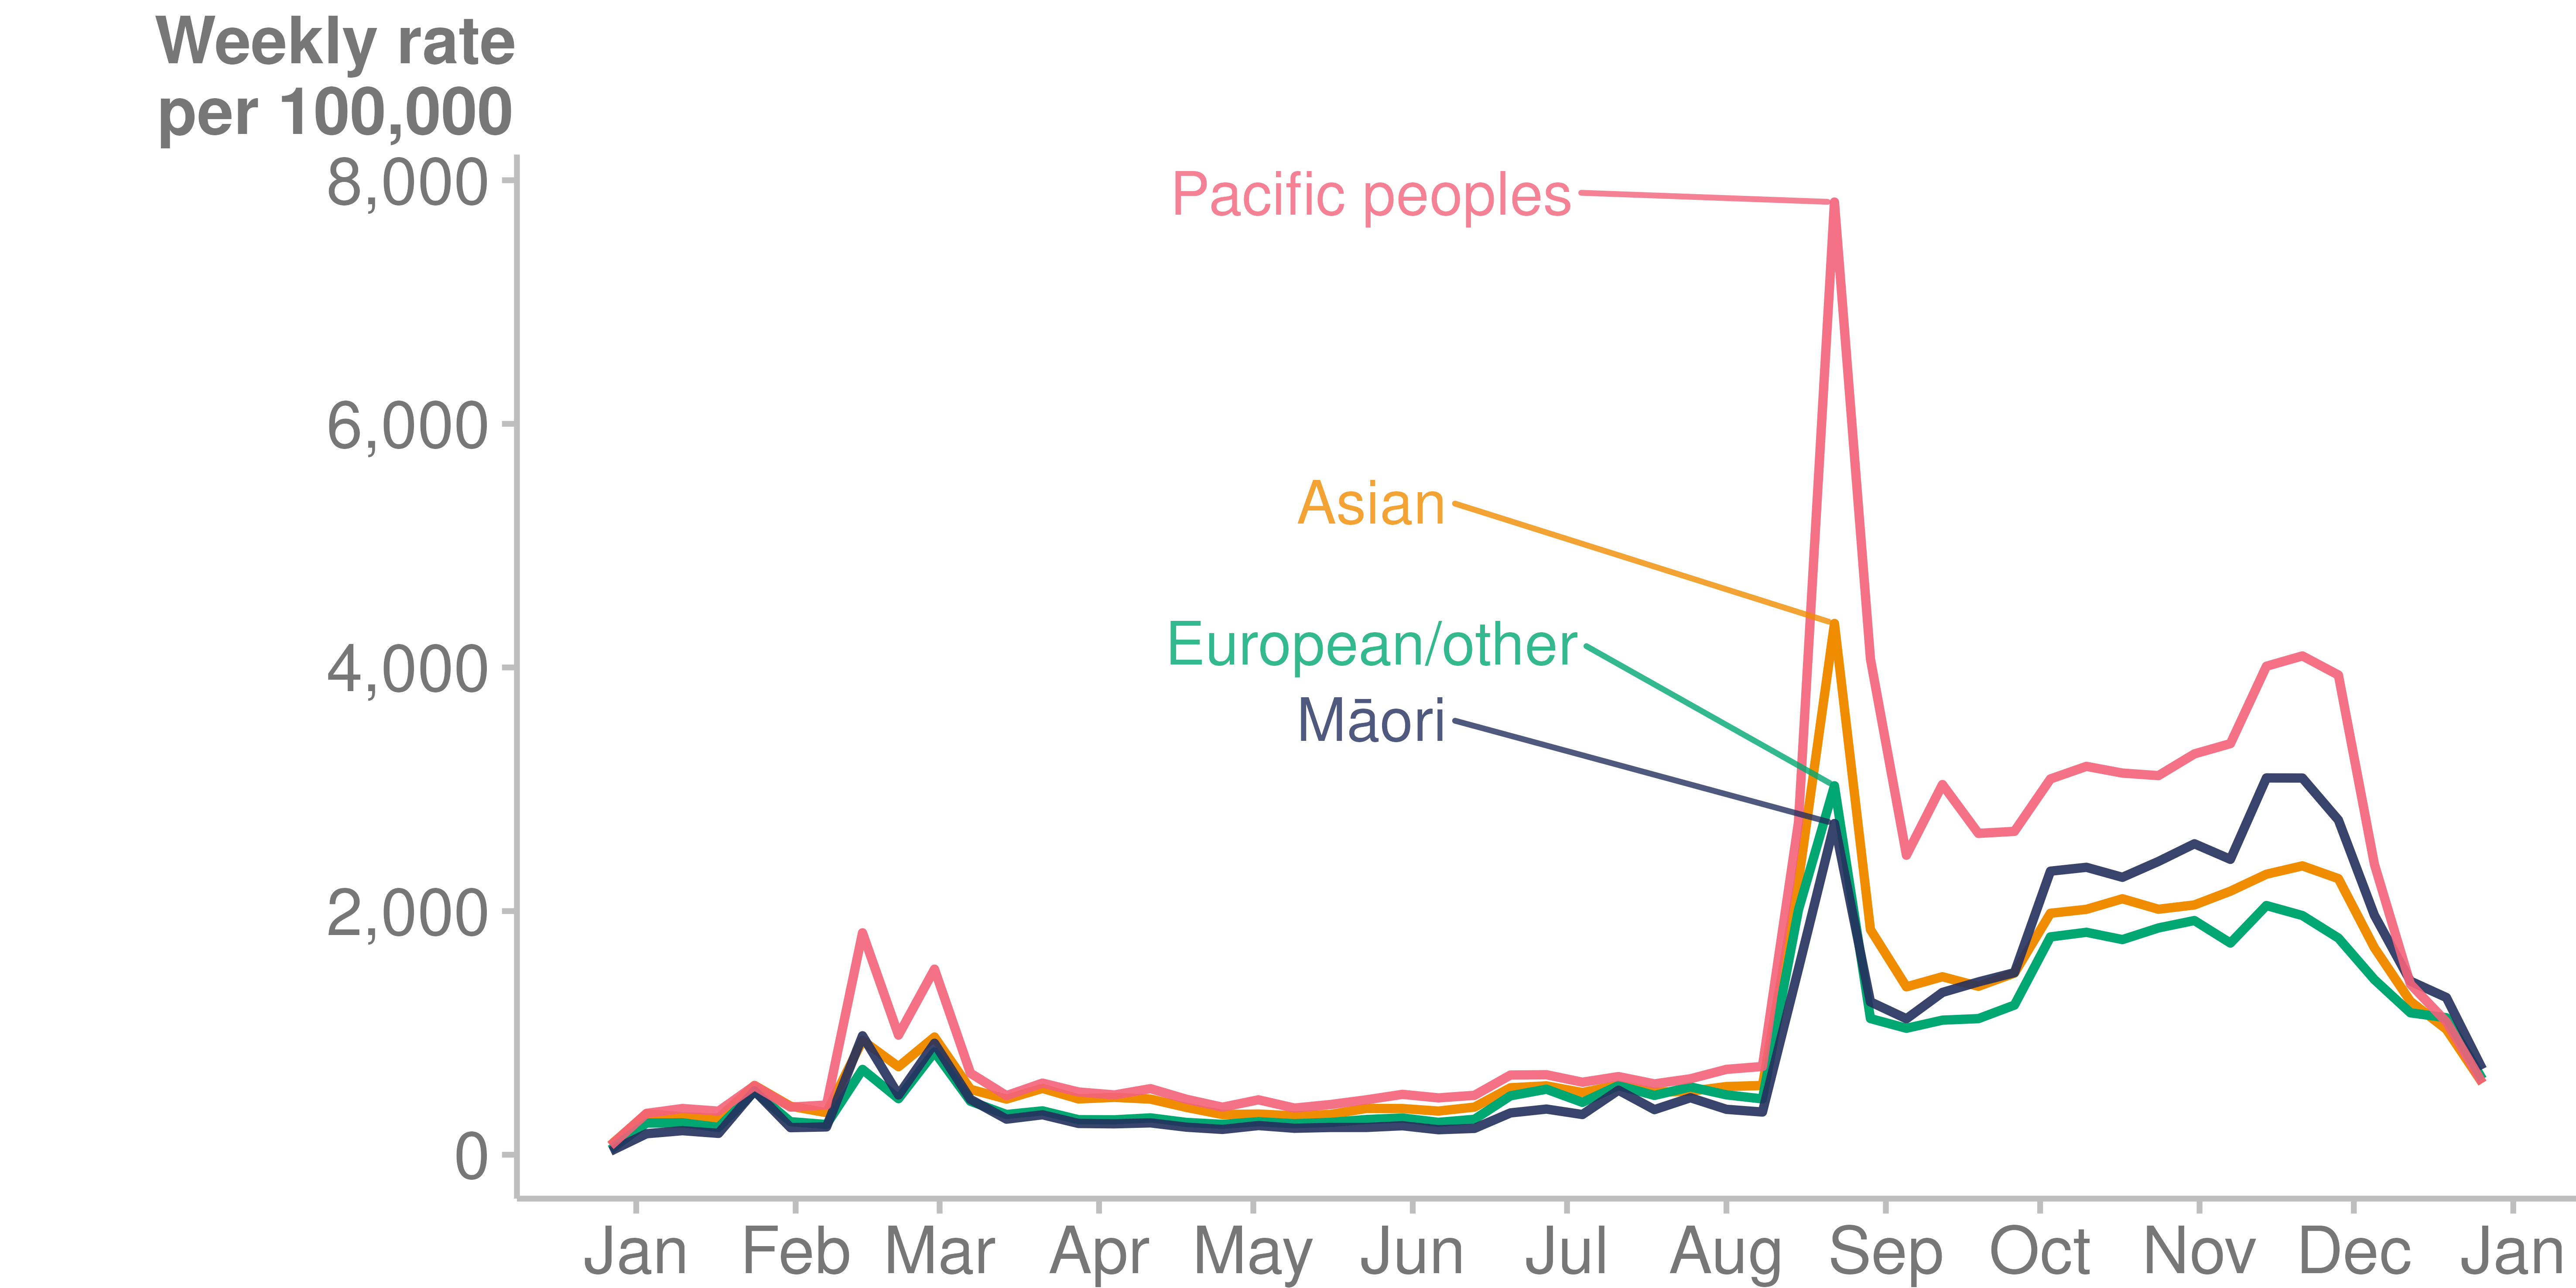 Weekly rate
per 100,000
8,000
Pacific peoples
6,000
Asian
European/other
4,000
Māori
2,000
0
Jan Feb Mar Apr May Jun Jul Aug Sep Oct Nov Dec Jan